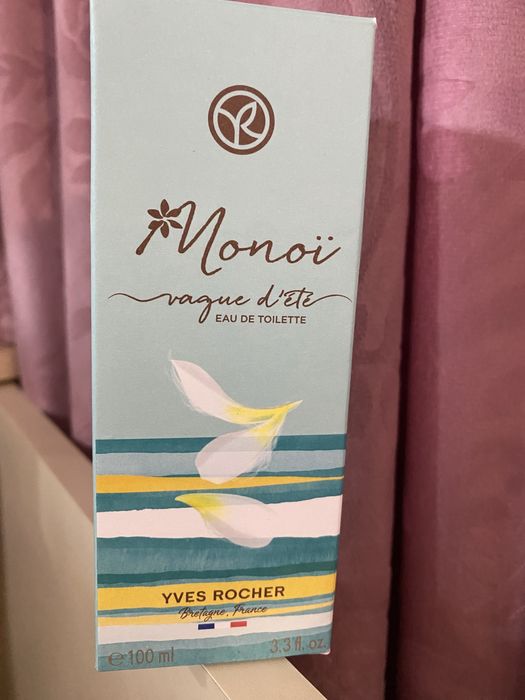 Monoï
vague d'été
EAU DE TOILETTE
YVES ROCHER
Bretagne, France
℮100 ml 3.3 fl. oz.